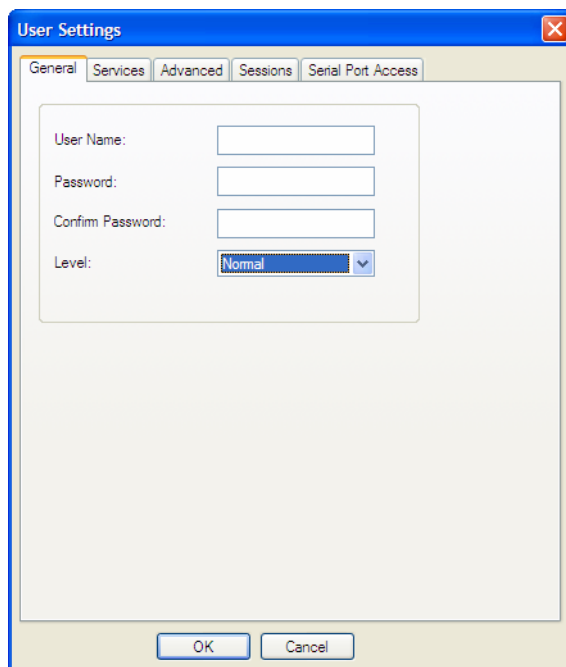 User Settings
General Services Advanced Sessions Serial Port Access
User Name:
Password:
Confirm Password:
Level: Normal
OK Cancel